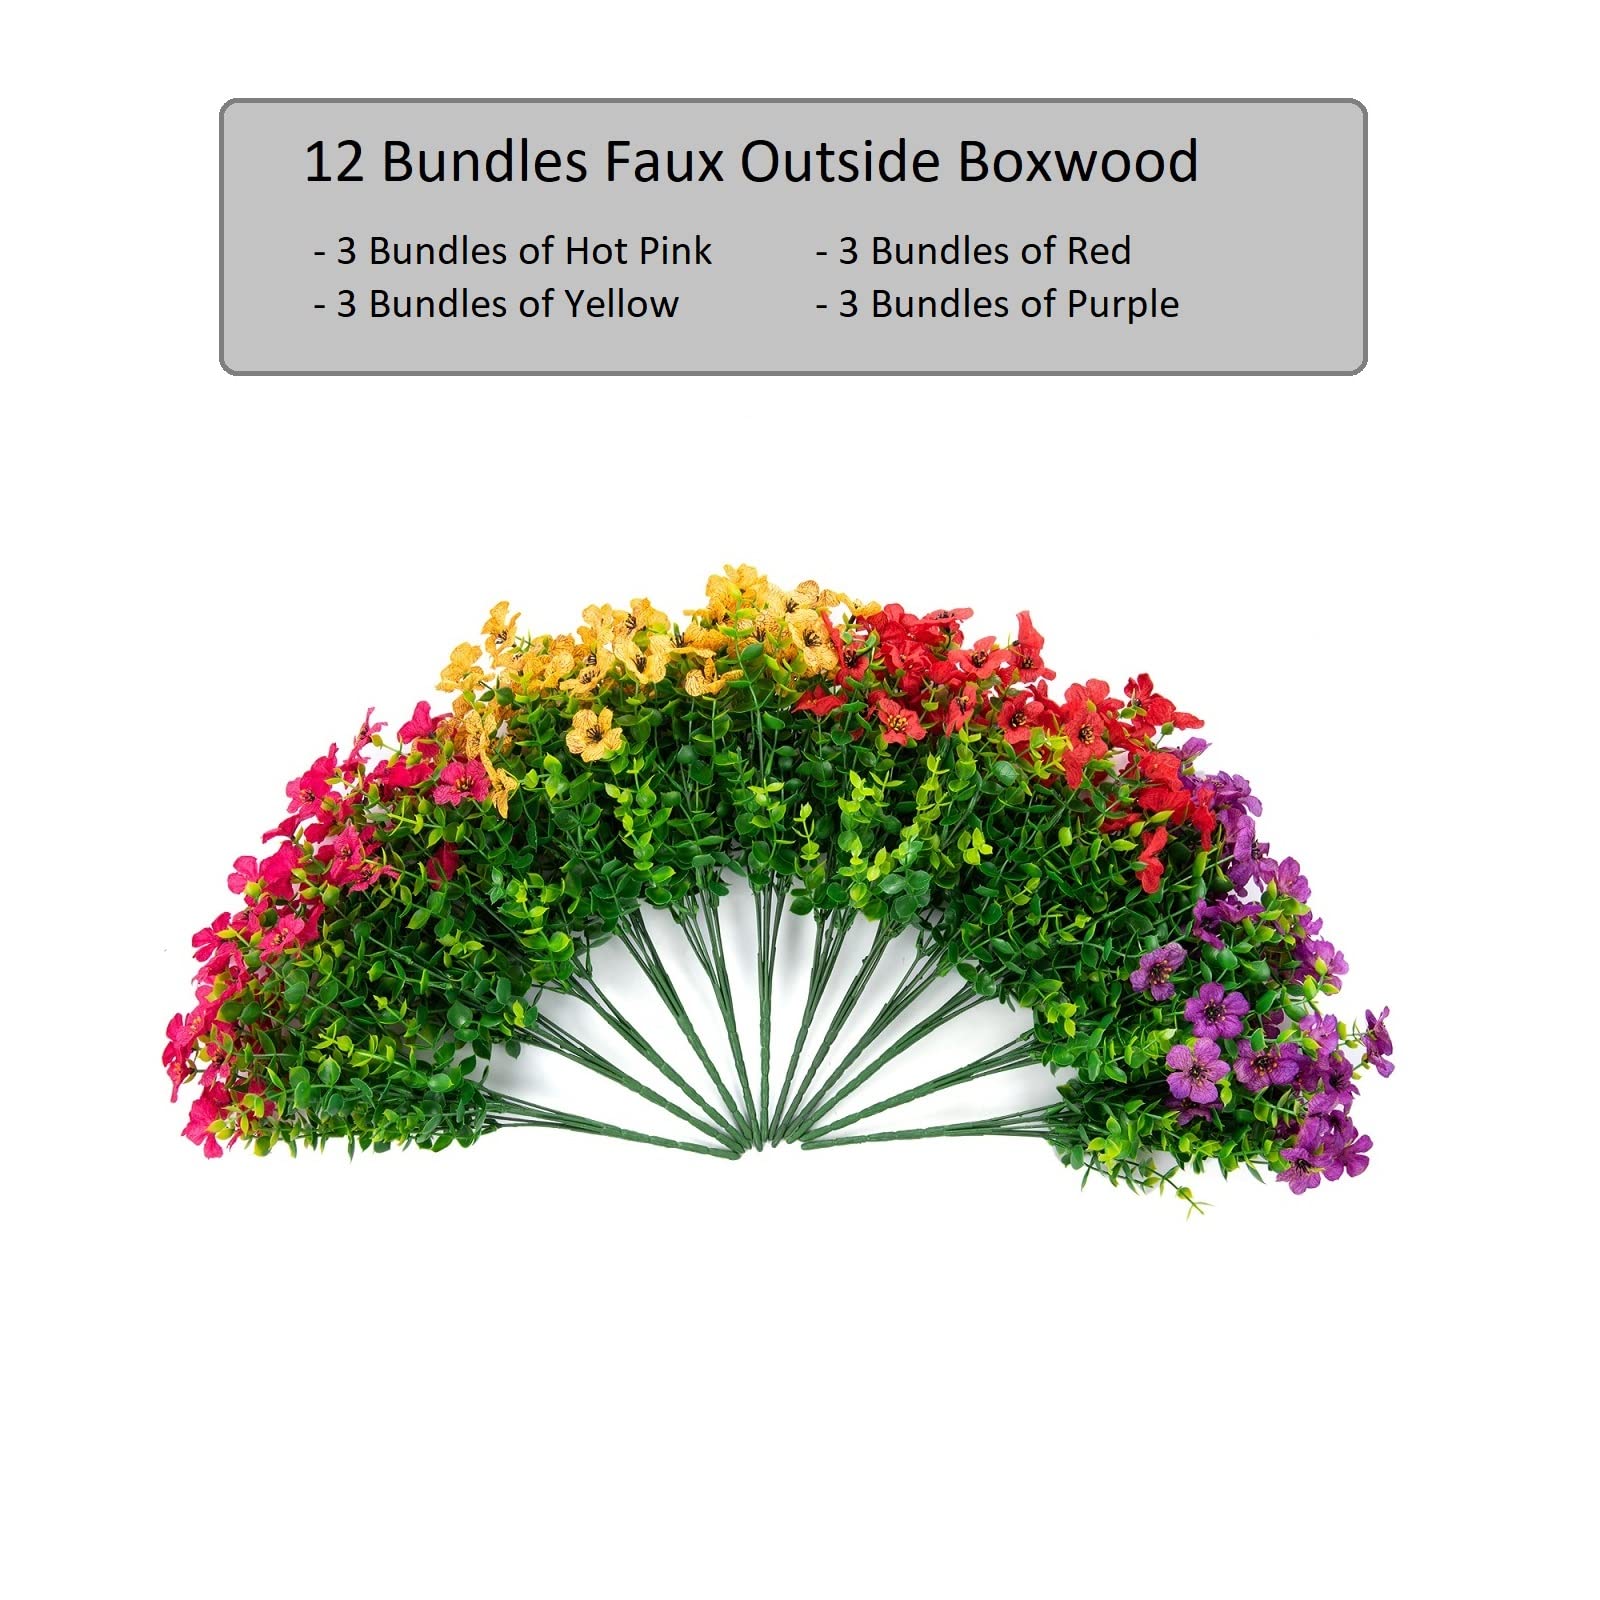 12 Bundles Faux Outside Boxwood
- 3 Bundles of Hot Pink
- 3 Bundles of Red
- 3 Bundles of Yellow
- 3 Bundles of Purple